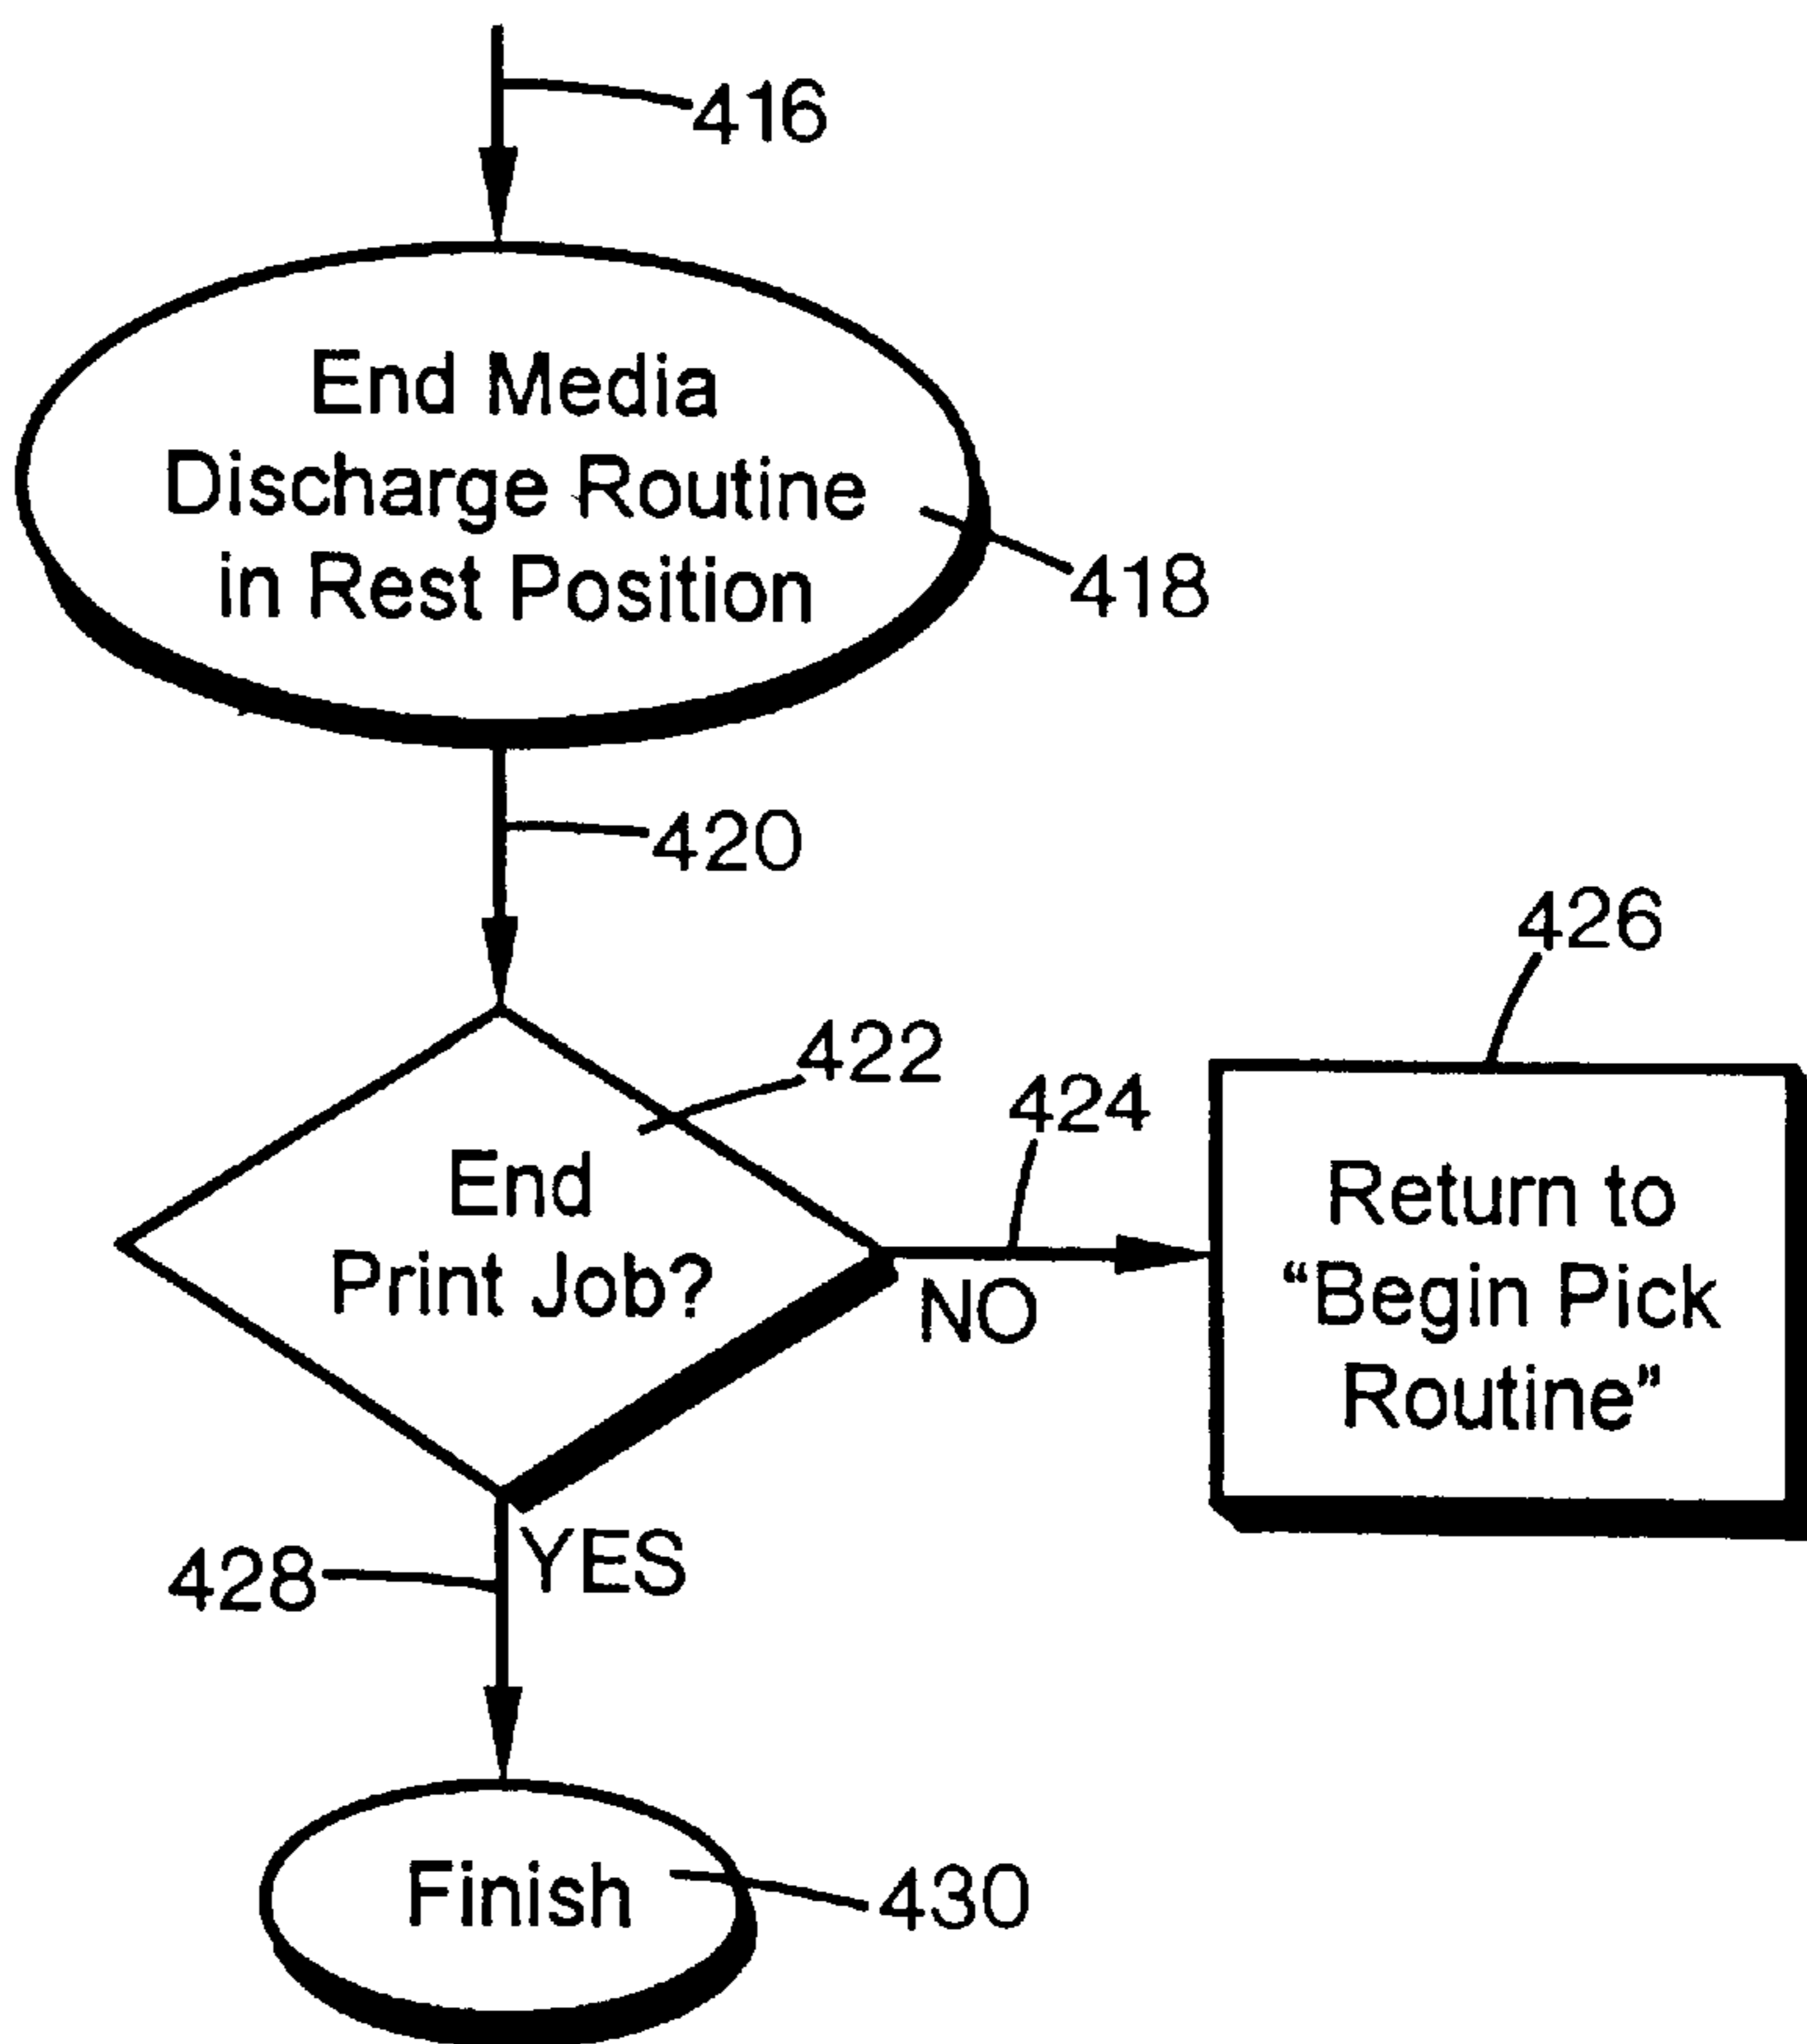 416
End Media
Discharge Routine
in Rest Position
418
420
426
422
424
End
Print Job?
NO
Return to
“Begin Pick
Routine”
YES
428
Finish
430